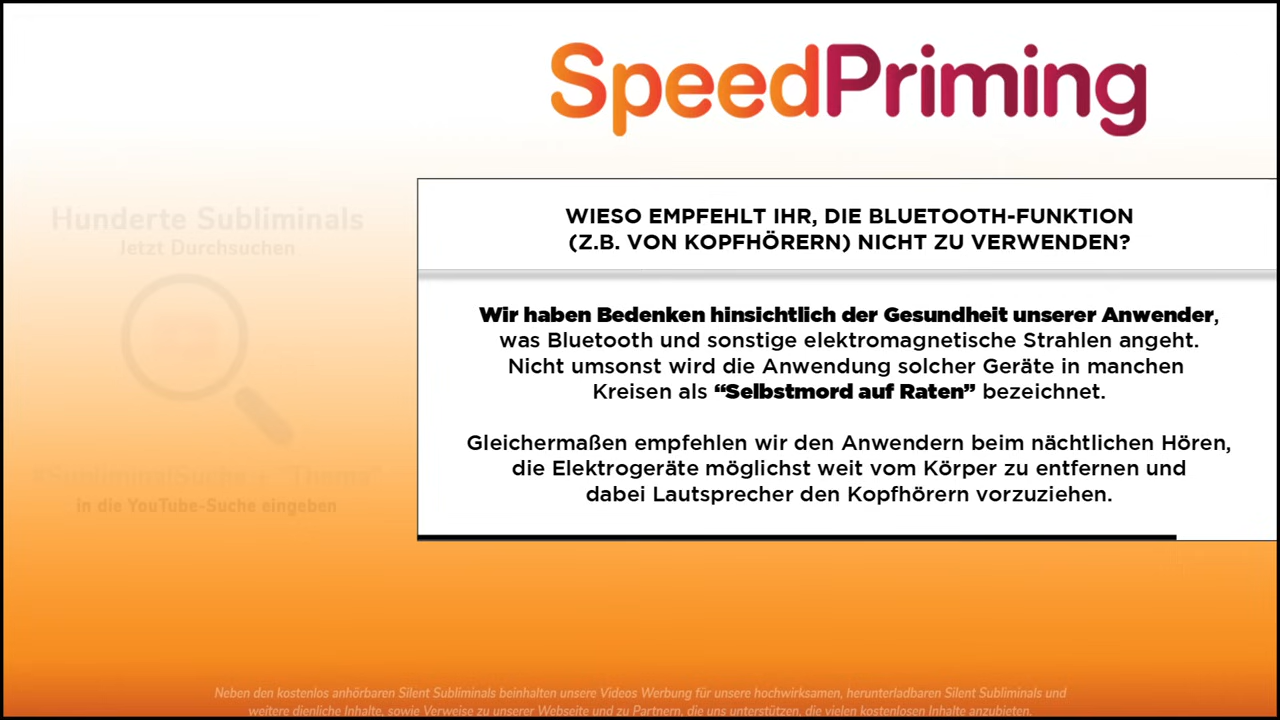 SpeedPriming
Hunderte Subliminals
Jetzt Durchsuchen
#SubliminalSuche + "Thema"
in die YouTube-Suche eingeben
WIESO EMPFEHLT IHR, DIE BLUETOOTH-FUNKTION
(Z.B. VON KOPFHÖRERN) NICHT ZU VERWENDEN?
Wir haben Bedenken hinsichtlich der Gesundheit unserer Anwender,
was Bluetooth und sonstige elektromagnetische Strahlen angeht.
Nicht umsonst wird die Anwendung solcher Geräte in manchen
Kreisen als “Selbstmord auf Raten” bezeichnet.
Gleichermaßen empfehlen wir den Anwendern beim nächtlichen Hören,
die Elektrogeräte möglichst weit vom Körper zu entfernen und
dabei Lautsprecher den Kopfhörern vorzuziehen.
Neben den kostenlos anhörbaren Silent Subliminals beinhalten unsere Videos Werbung für unsere hochwirksamen, herunterladbaren Silent Subliminals und
weitere dienliche Inhalte, sowie Verweise zu unserer Webseite und zu Partnern, die uns unterstützen, die vielen kostenlosen Inhalte anzubieten.